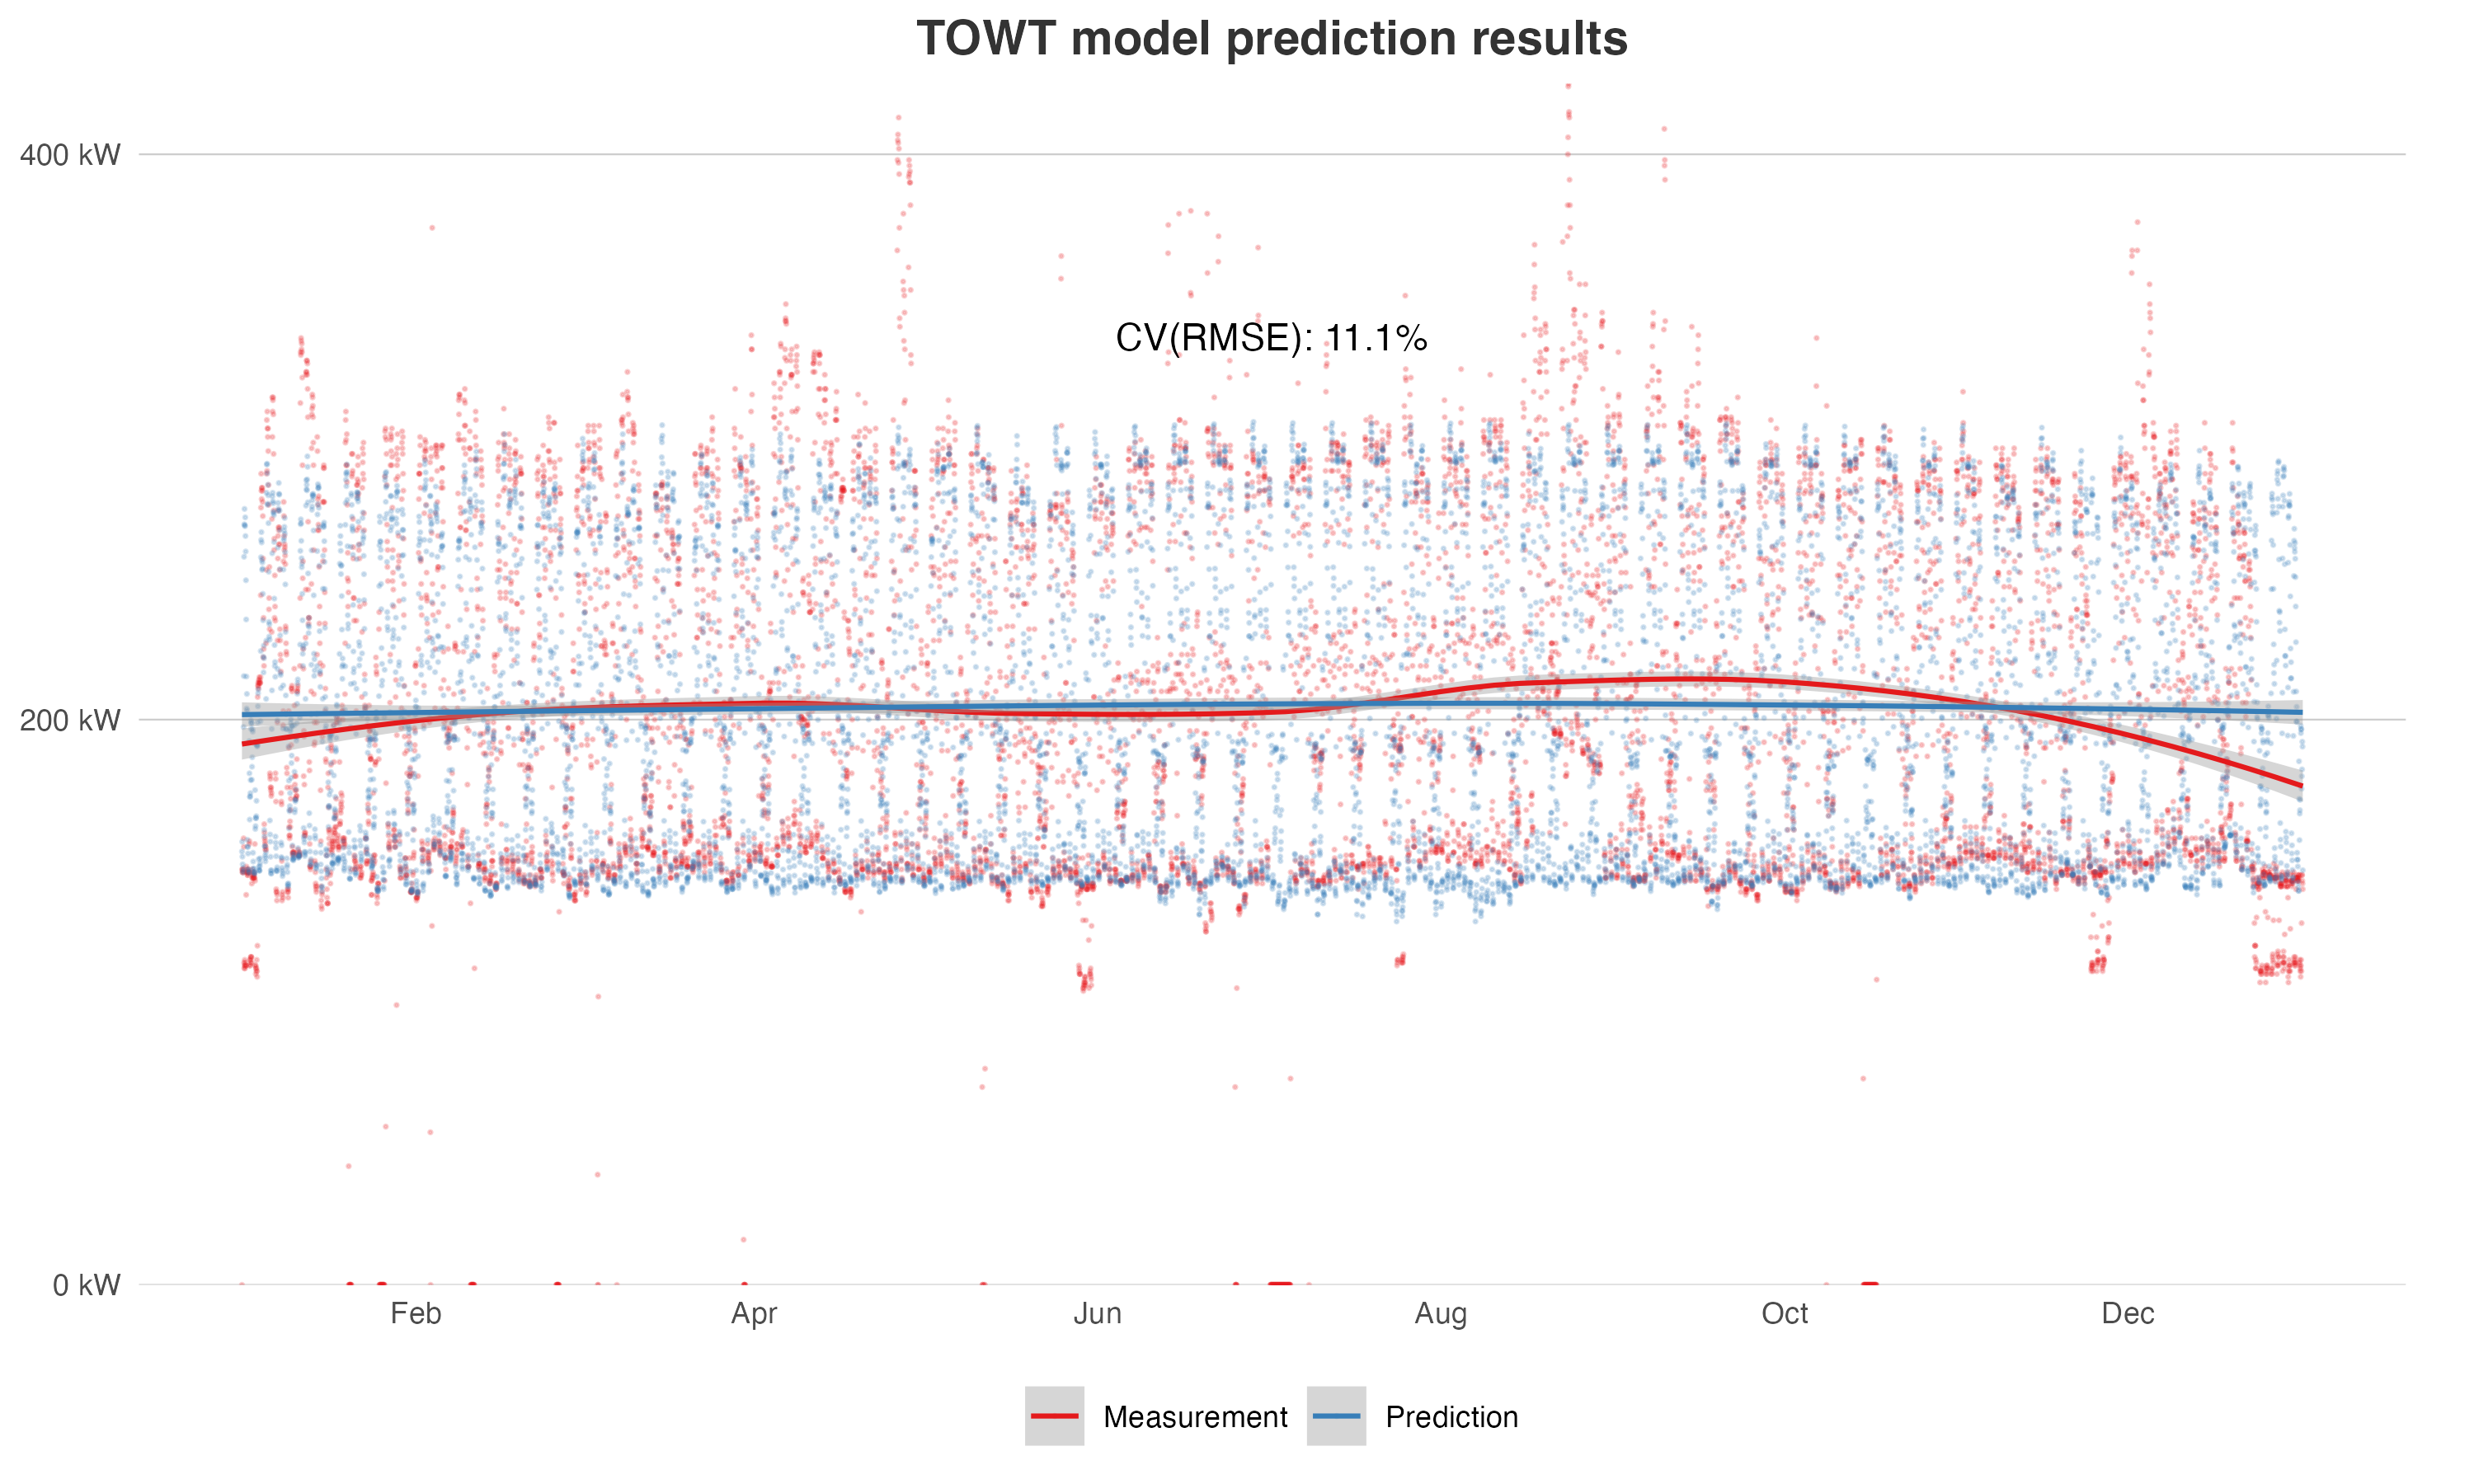 TOWT model prediction results
400 kW
CV(RMSE): 11.1%
200 kW
0 kW
Feb Apr Jun Aug Oct Dec
Measurement Prediction